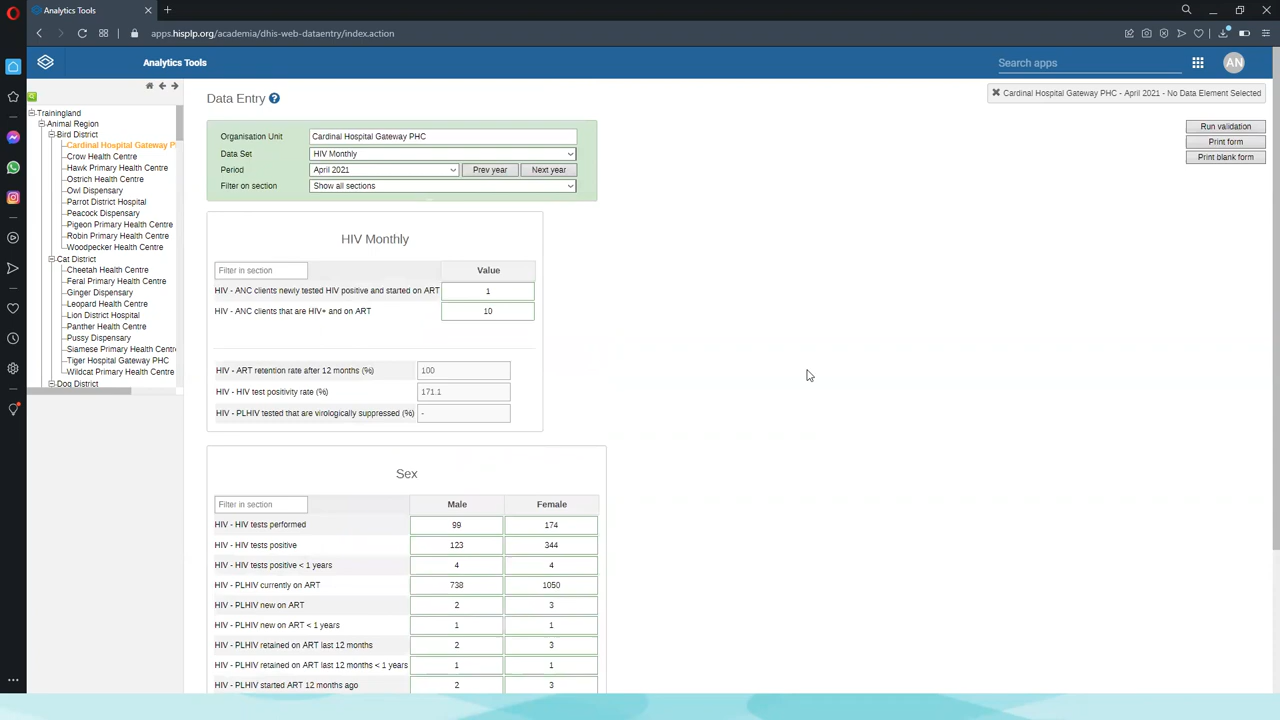 Analytics Tools
apps.hisplp.org/academia/dhis-web-dataentry/index.action
Analytics Tools
Search apps
AN
Data Entry
Cardinal Hospital Gateway PHC - April 2021 - No Data Element Selected
Trainingland
Animal Region
Bird District
Cardinal Hospital Gateway P
Crow Health Centre
Hawk Primary Health Centre
Ostrich Health Centre
Owl Dispensary
Parrot District Hospital
Peacock Dispensary
Pigeon Primary Health Centre
Robin Primary Health Centre
Woodpecker Health Centre
Cat District
Cheetah Health Centre
Feral Primary Health Centre
Ginger Dispensary
Leopard Health Centre
Lion District Hospital
Panther Health Centre
Pussy Dispensary
Siamese Primary Health Centr
Tiger Hospital Gateway PHC
Wildcat Primary Health Centre
Dog District
Organisation Unit Cardinal Hospital Gateway PHC
Data Set HIV Monthly
Period April 2021 Prev year Next year
Filter on section Show all sections
Run validation
Print form
Print blank form
HIV Monthly
Filter in section Value
HIV - ANC clients newly tested HIV positive and started on ART 1
HIV - ANC clients that are HIV+ and on ART 10
HIV - ART retention rate after 12 months (%) 100
HIV - HIV test positivity rate (%) 171.1
HIV - PLHIV tested that are virologically suppressed (%) -
Sex
Filter in section Male Female
HIV - HIV tests performed 99 174
HIV - HIV tests positive 123 344
HIV - HIV tests positive < 1 years 4 4
HIV - PLHIV currently on ART 738 1050
HIV - PLHIV new on ART 2 3
HIV - PLHIV new on ART < 1 years 1 1
HIV - PLHIV retained on ART last 12 months 2 3
HIV - PLHIV retained on ART last 12 months < 1 years 1 1
HIV - PLHIV started ART 12 months ago 2 3